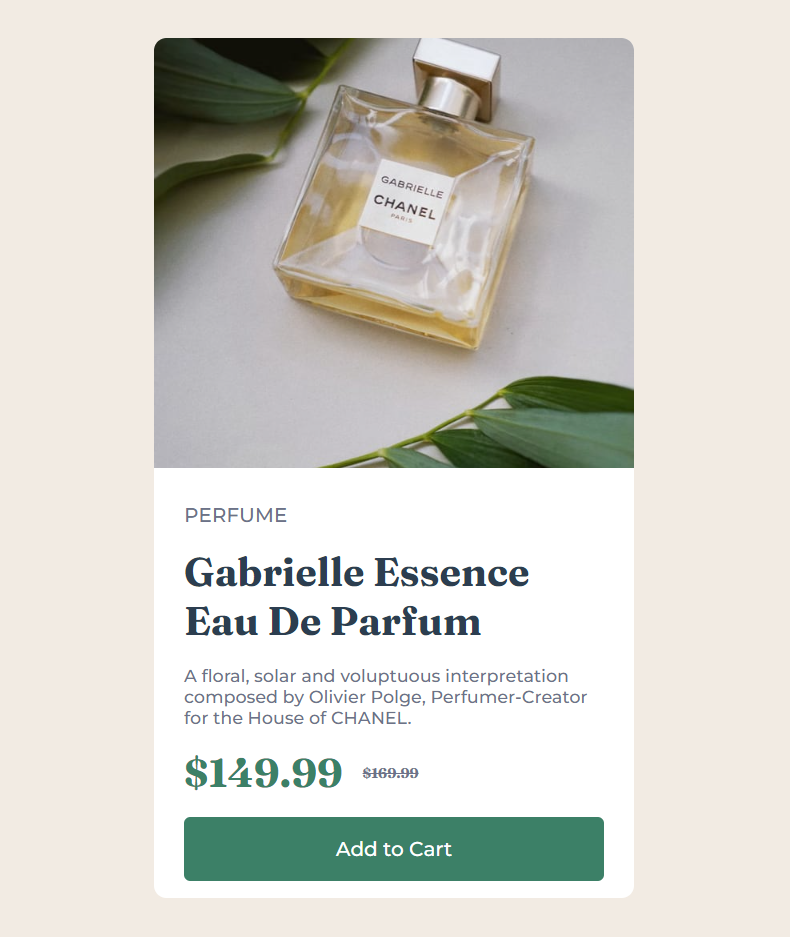 GABRIELLE
CHANEL
PARIS
PERFUME
Gabrielle Essence
Eau De Parfum
A floral, solar and voluptuous interpretation
composed by Olivier Polge, Perfumer-Creator
for the House of CHANEL.
$149.99 $169.99
Add to Cart